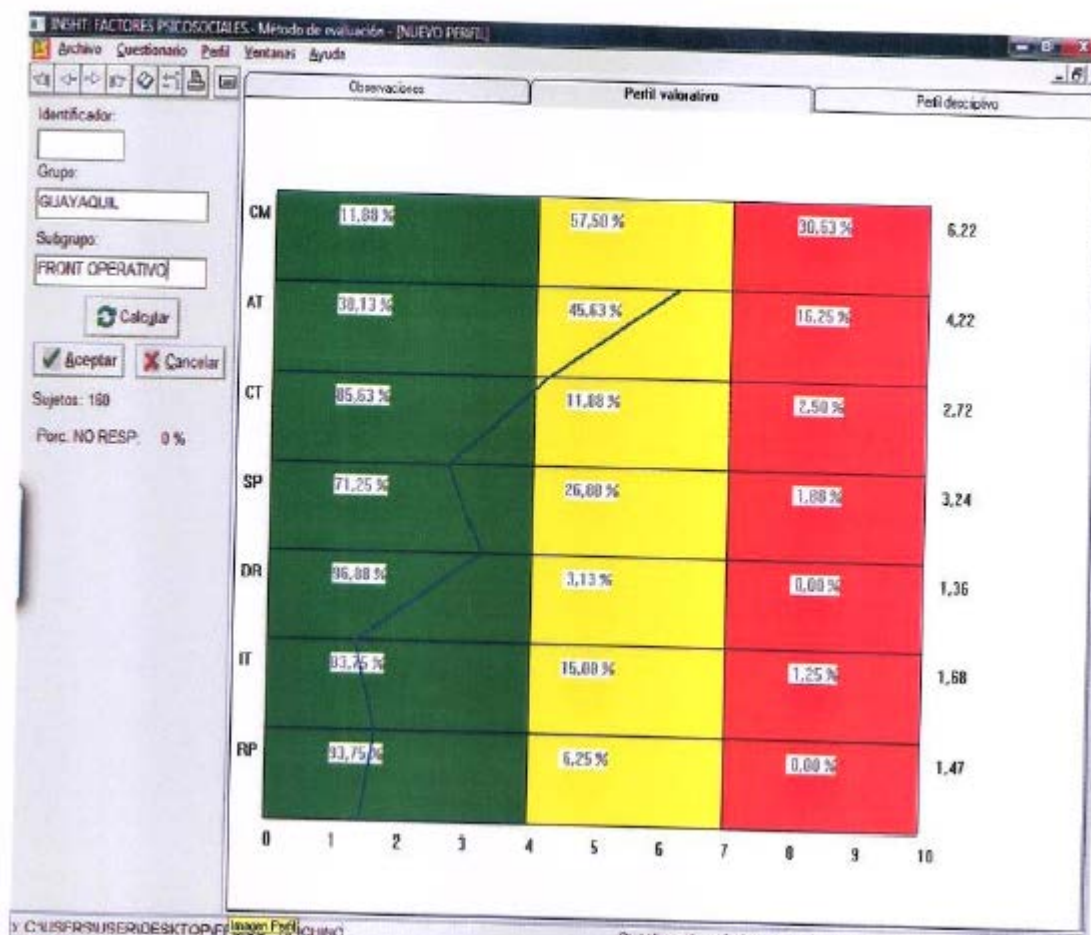 INSHT: FACTORES PSICOSOCIALES.- Método de evaluación - [NUEVO PERFIL]
Archivo Cuestionario Perfil Ventanas Ayuda
Observaciones Perfil valorativo Perfil descriptivo
Identificador:
Grupo:
GUAYAQUIL
Subgrupo:
FRONT OPERATIVO
Calcular
Aceptar Cancelar
Sujetos: 160
Porc. NO RESP: 0 %
CM 11,88 % 57,50 % 30,63 % 6,22
AT 38,13 % 45,63 % 16,25 % 4,22
CT 85,63 % 11,88 % 2,50 % 2,72
SP 71,25 % 26,88 % 1,88 % 3,24
DR 96,88 % 3,13 % 0,00 % 1,36
IT 83,75 % 15,00 % 1,25 % 1,68
RP 93,75 % 6,25 % 0,00 % 1,47
0 1 2 3 4 5 6 7 8 9 10
C:\USERS\USER\DESKTOP\F
Imagen Perfil